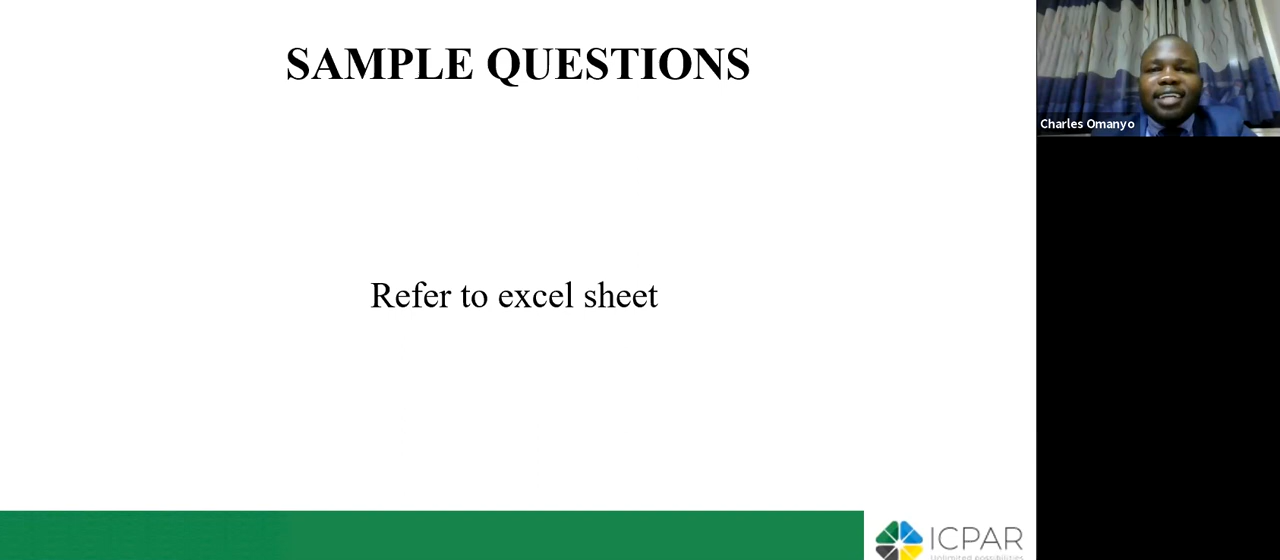 SAMPLE QUESTIONS
Refer to excel sheet
Charles Omanyo
ICPAR
Unlimited possibilities